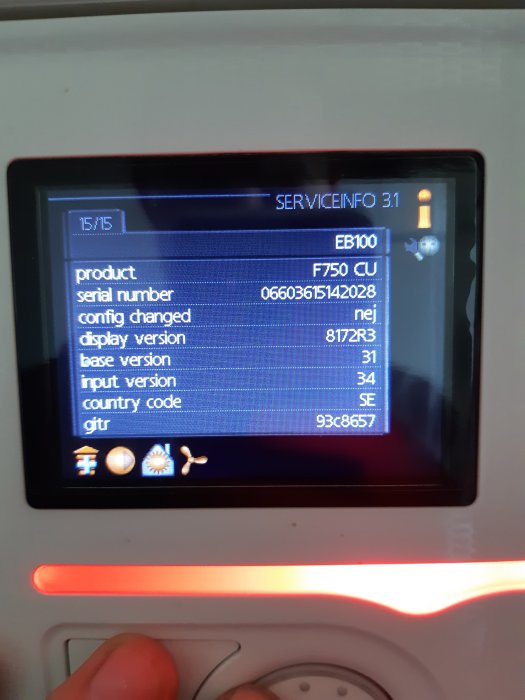 SERVICEINFO 3.1
15/15
EB100
product F750 CU
serial number 06603615142028
config changed nej
display version 8172R3
base version 31
input version 34
country code SE
gitr 93c8657